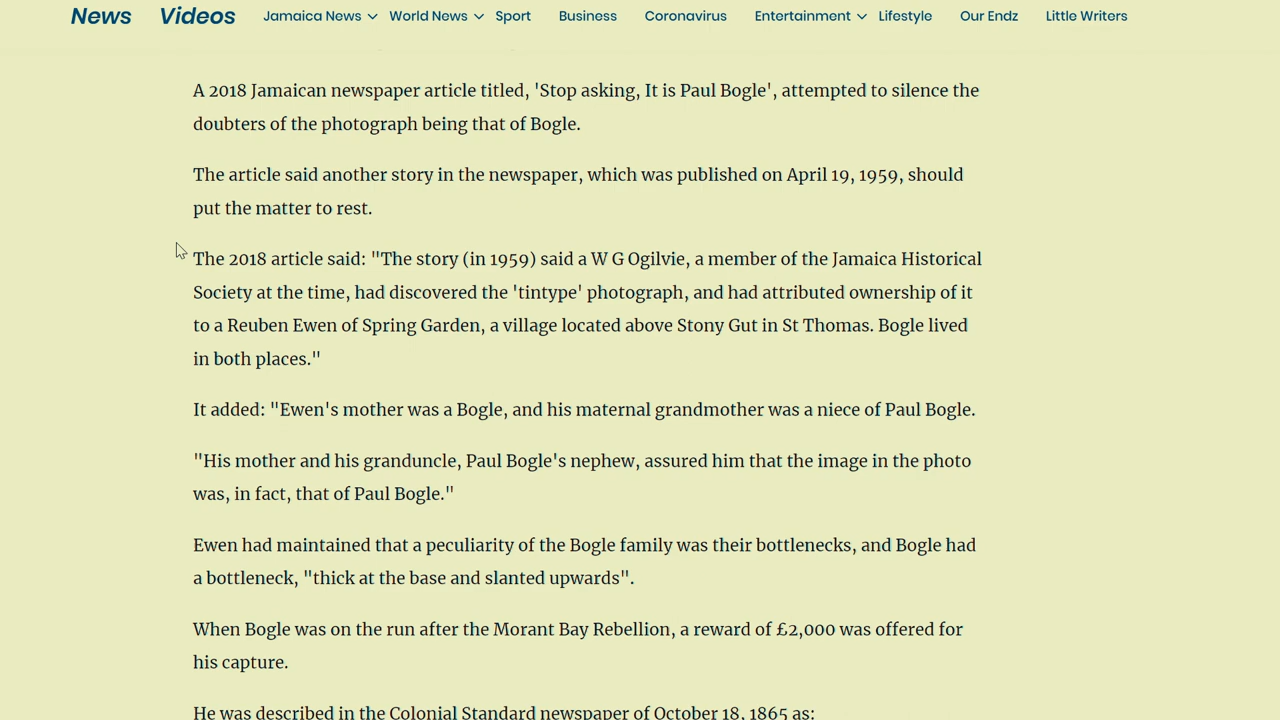 News Videos Jamaica News World News Sport Business Coronavirus Entertainment Lifestyle Our Endz Little Writers
A 2018 Jamaican newspaper article titled, 'Stop asking, It is Paul Bogle', attempted to silence the
doubters of the photograph being that of Bogle.
The article said another story in the newspaper, which was published on April 19, 1959, should
put the matter to rest.
The 2018 article said: "The story (in 1959) said a W G Ogilvie, a member of the Jamaica Historical
Society at the time, had discovered the 'tintype' photograph, and had attributed ownership of it
to a Reuben Ewen of Spring Garden, a village located above Stony Gut in St Thomas. Bogle lived
in both places."
It added: "Ewen's mother was a Bogle, and his maternal grandmother was a niece of Paul Bogle.
"His mother and his granduncle, Paul Bogle's nephew, assured him that the image in the photo
was, in fact, that of Paul Bogle."
Ewen had maintained that a peculiarity of the Bogle family was their bottlenecks, and Bogle had
a bottleneck, "thick at the base and slanted upwards".
When Bogle was on the run after the Morant Bay Rebellion, a reward of £2,000 was offered for
his capture.
He was described in the Colonial Standard newspaper of October 18, 1865 as: